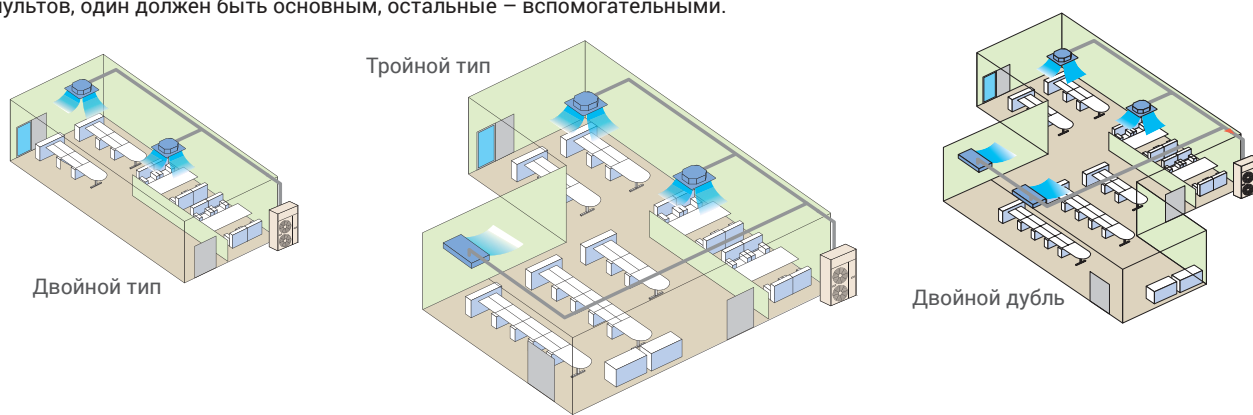 пультов, один должен быть основным, остальные – вспомогательными.
Тройной тип
Двойной тип
Двойной дубль